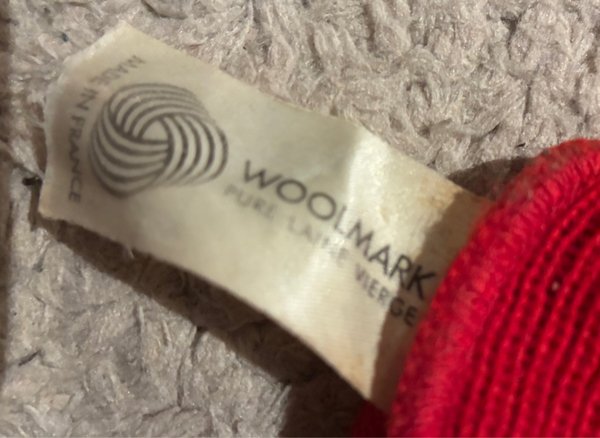 MADE IN FRANCE
WOOLMARK
PURE LAINE VIERGE